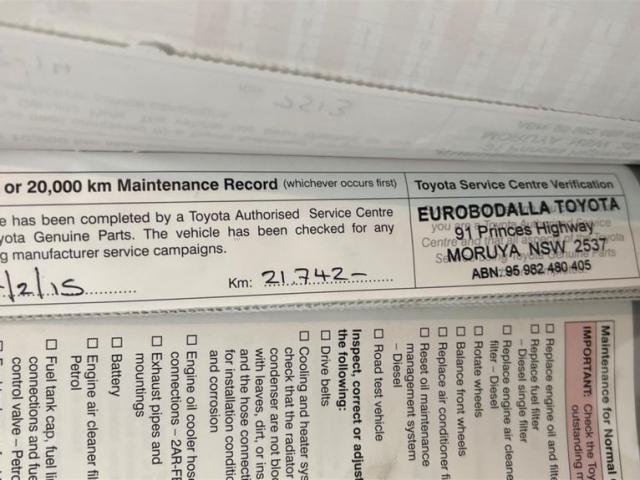 or 20,000 km Maintenance Record (whichever occurs first)
e has been completed by a Toyota Authorised Service Centre
yota Genuine Parts. The vehicle has been checked for any
g manufacturer service campaigns.
/2/15
Km: 21,742-
Toyota Service Centre Verification
EUROBODALLA TOYOTA
91 Princes Highway
MORUYA NSW 2537
ABN: 95 982 480 405
Maintenance for Normal
IMPORTANT: Check the Toy
outstanding
☐ Replace engine oil and filte
☐ Replace fuel filter
– Diesel single filter
☐ Replace engine air cleane
filter – Diesel
☐ Rotate wheels
☐ Balance front wheels
☐ Replace air conditioner fi
☐ Reset oil maintenance
management system
– Diesel
☐ Road test vehicle
Inspect, correct or adjust
the following:
☐ Drive belts
☐ Cooling and heater sys
check that the radiator
condenser are not bloc
with leaves, dirt, or ins
and the hose connecti
for installation conditio
and corrosion
☐ Engine oil cooler hose
connections – 2AR-FE
☐ Exhaust pipes and
mountings
☐ Battery
☐ Engine air cleaner fil
Petrol
☐ Fuel tank cap, fuel li
connections and fue
control valve – Petro